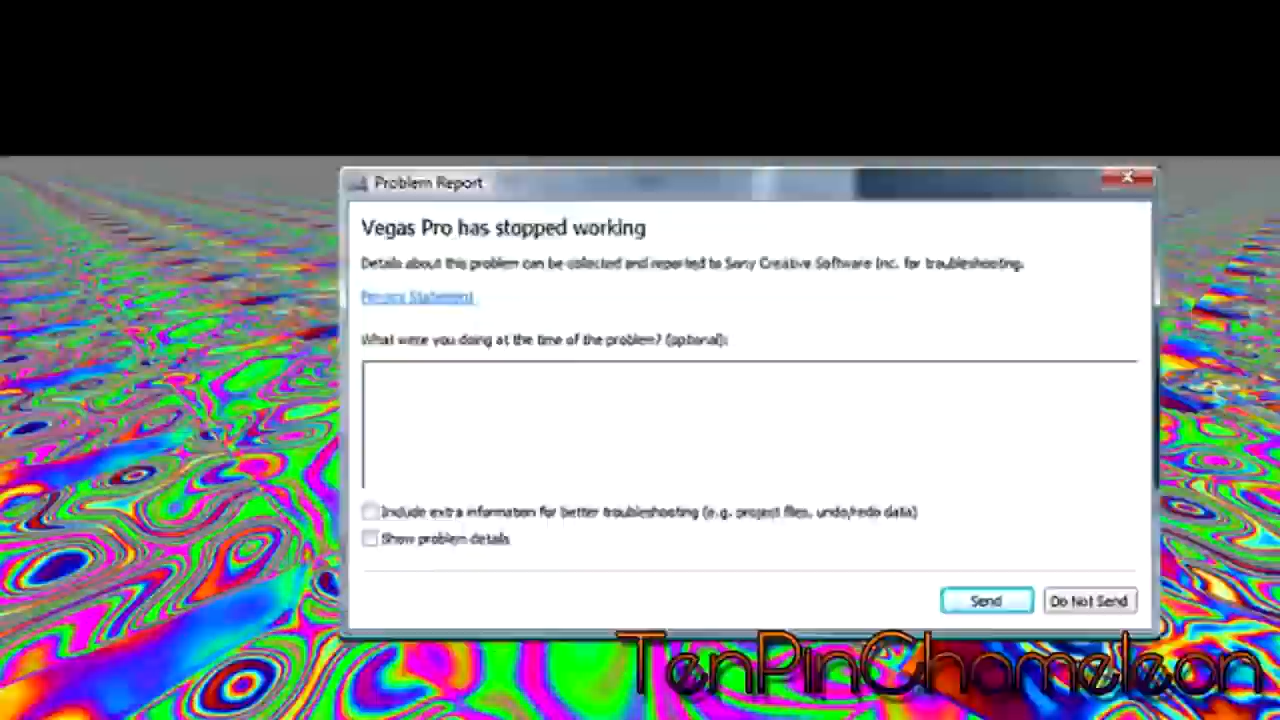 Problem Report
Vegas Pro has stopped working
Details about this problem can be collected and reported to Sony Creative Software Inc. for troubleshooting.
Privacy Statement
What were you doing at the time of the problem? (optional):
Include extra information for better troubleshooting (e.g. project files, undo/redo data)
Show problem details
Send Do Not Send
TenPinChameleon